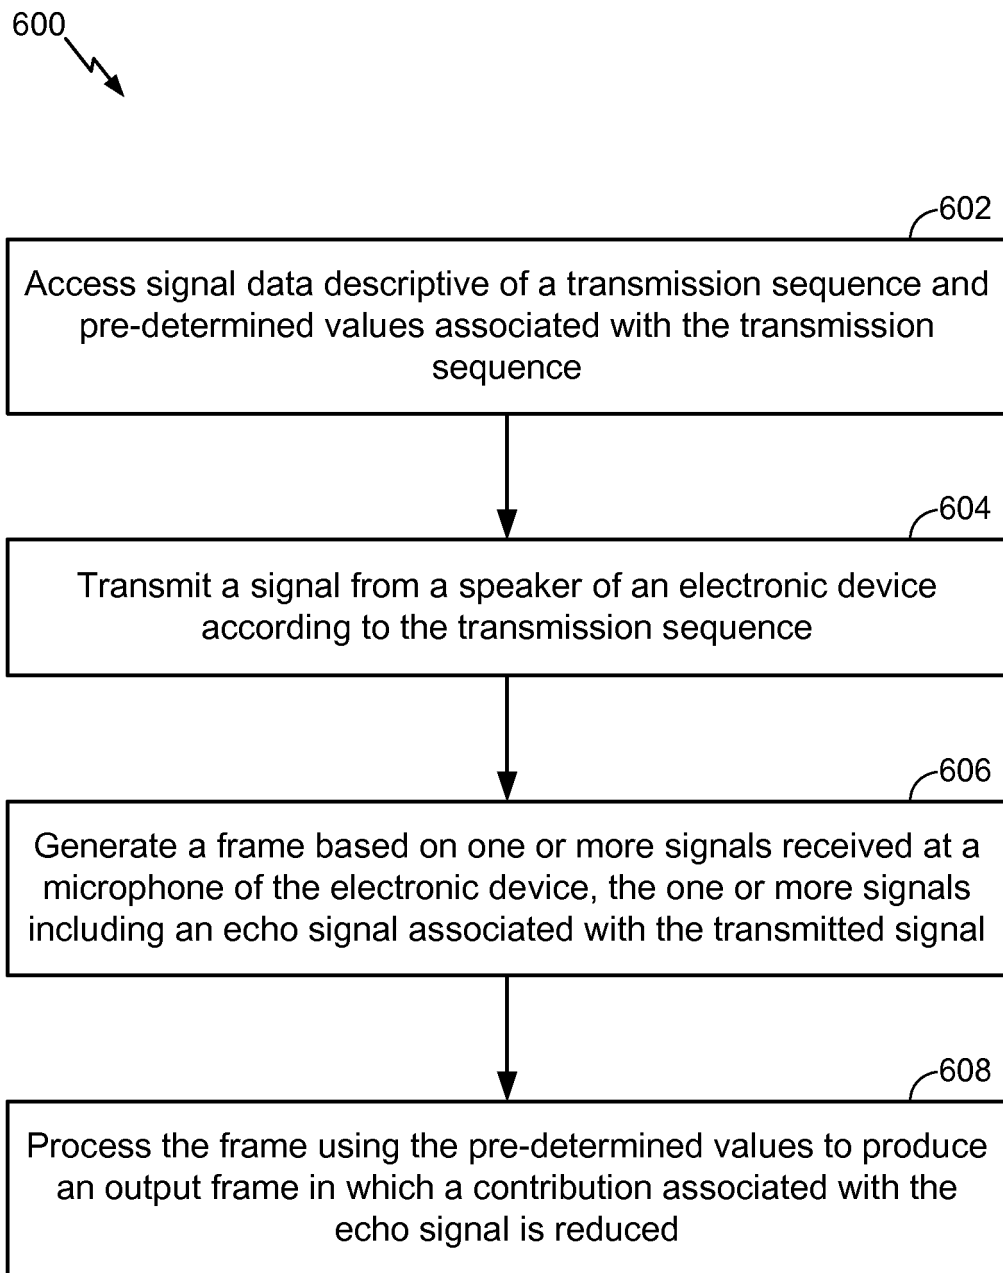 600
602
Access signal data descriptive of a transmission sequence and
pre-determined values associated with the transmission
sequence
604
Transmit a signal from a speaker of an electronic device
according to the transmission sequence
606
Generate a frame based on one or more signals received at a
microphone of the electronic device, the one or more signals
including an echo signal associated with the transmitted signal
608
Process the frame using the pre-determined values to produce
an output frame in which a contribution associated with the
echo signal is reduced